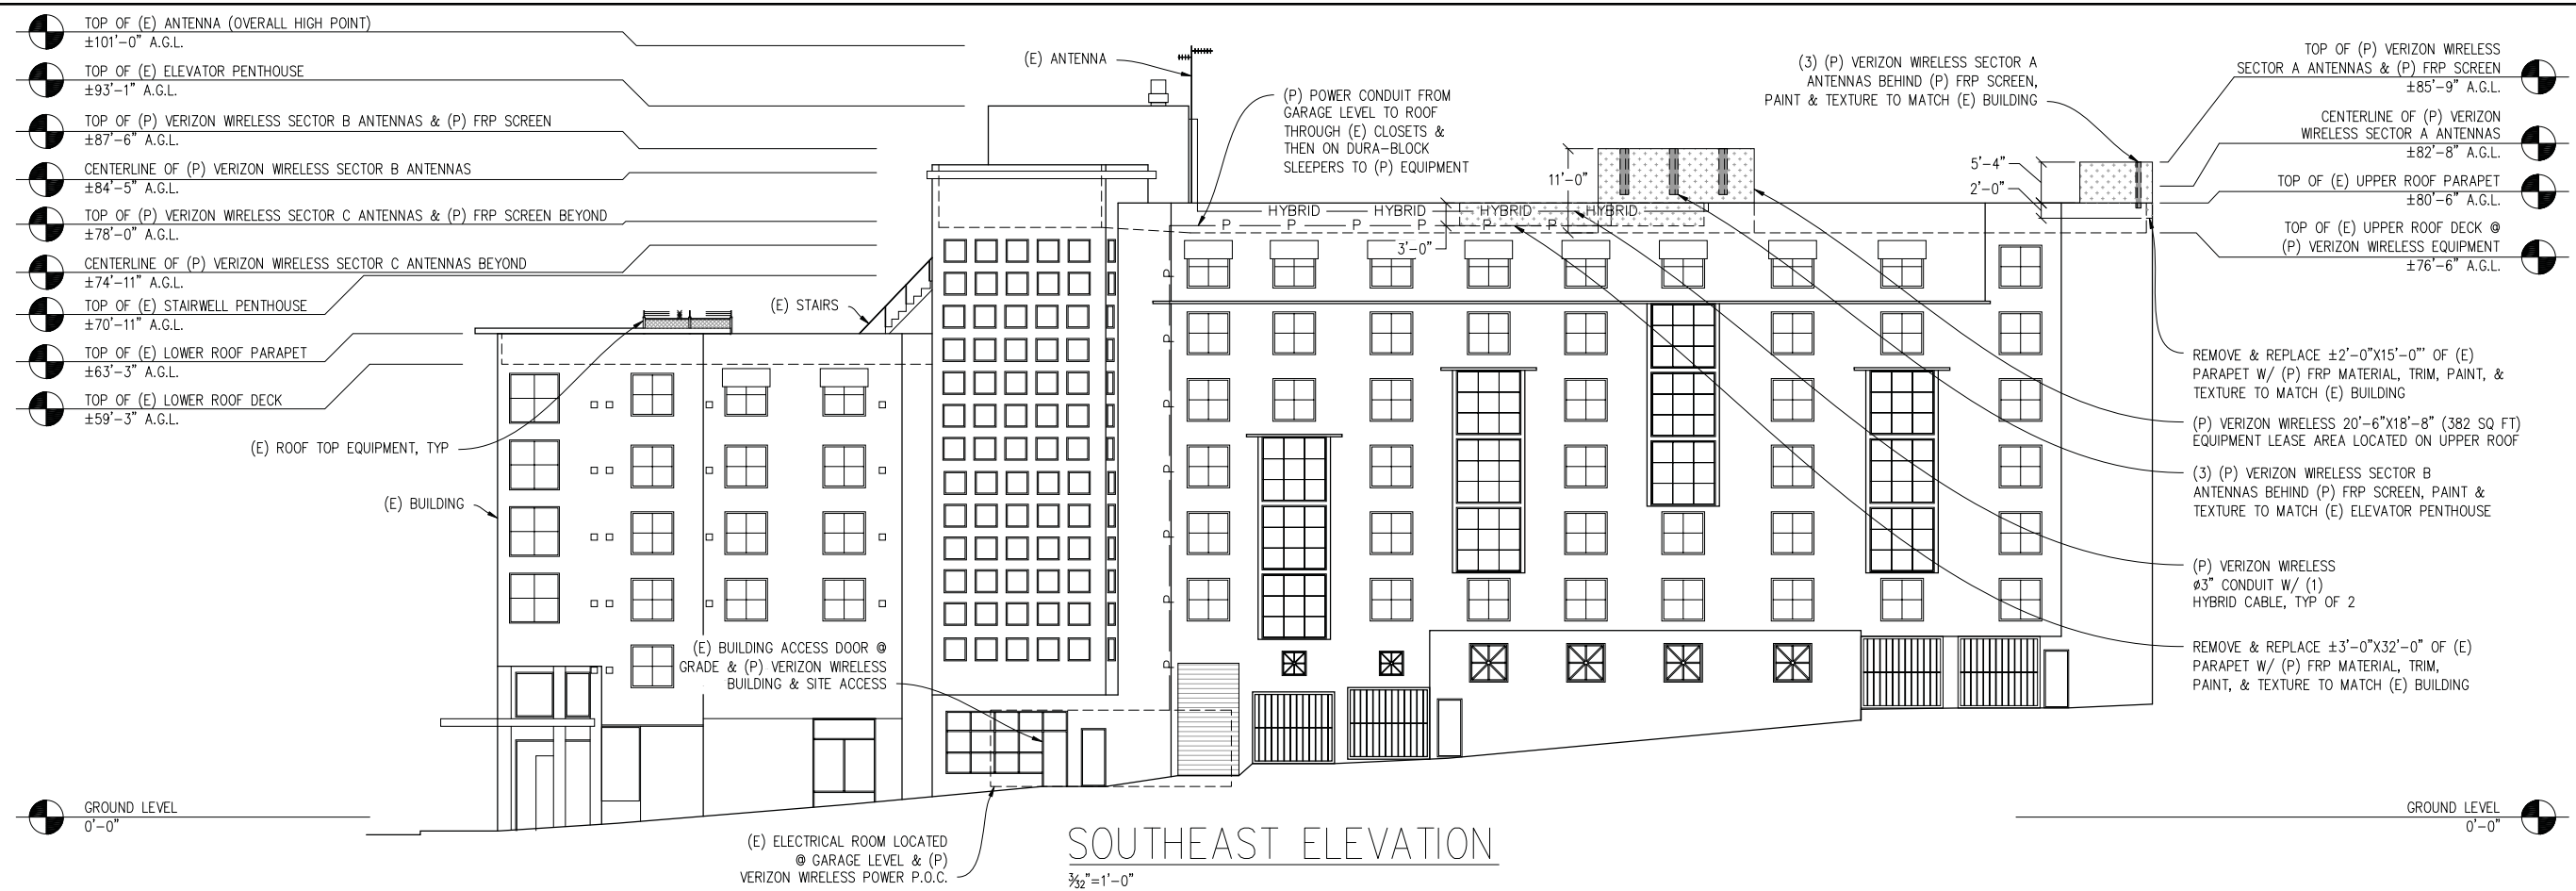 TOP OF (E) ANTENNA (OVERALL HIGH POINT)
±101'-0" A.G.L.
TOP OF (E) ELEVATOR PENTHOUSE
±93'-1" A.G.L.
TOP OF (P) VERIZON WIRELESS SECTOR B ANTENNAS & (P) FRP SCREEN
±87'-6" A.G.L.
CENTERLINE OF (P) VERIZON WIRELESS SECTOR B ANTENNAS
±84'-5" A.G.L.
TOP OF (P) VERIZON WIRELESS SECTOR C ANTENNAS & (P) FRP SCREEN BEYOND
±78'-0" A.G.L.
CENTERLINE OF (P) VERIZON WIRELESS SECTOR C ANTENNAS BEYOND
±74'-11" A.G.L.
TOP OF (E) STAIRWELL PENTHOUSE
±70'-11" A.G.L.
TOP OF (E) LOWER ROOF PARAPET
±63'-3" A.G.L.
TOP OF (E) LOWER ROOF DECK
±59'-3" A.G.L.
(E) ROOF TOP EQUIPMENT, TYP
(E) BUILDING
(E) STAIRS
(E) ANTENNA
(P) POWER CONDUIT FROM
GARAGE LEVEL TO ROOF
THROUGH (E) CLOSETS &
THEN ON DURA-BLOCK
SLEEPERS TO (P) EQUIPMENT
11'-0"
(3) (P) VERIZON WIRELESS SECTOR A
ANTENNAS BEHIND (P) FRP SCREEN,
PAINT & TEXTURE TO MATCH (E) BUILDING
5'-4"
2'-0"
HYBRID HYBRID HYBRID HYBRID
P P P P P P
3'-0"
P
P
P
P
P
P
P
TOP OF (P) VERIZON WIRELESS
SECTOR A ANTENNAS & (P) FRP SCREEN
±85'-9" A.G.L.
CENTERLINE OF (P) VERIZON
WIRELESS SECTOR A ANTENNAS
±82'-8" A.G.L.
TOP OF (E) UPPER ROOF PARAPET
±80'-6" A.G.L.
TOP OF (E) UPPER ROOF DECK @
(P) VERIZON WIRELESS EQUIPMENT
±76'-6" A.G.L.
REMOVE & REPLACE ±2'-0"X15'-0"' OF (E)
PARAPET W/ (P) FRP MATERIAL, TRIM, PAINT, &
TEXTURE TO MATCH (E) BUILDING
(P) VERIZON WIRELESS 20'-6"X18'-8" (382 SQ FT)
EQUIPMENT LEASE AREA LOCATED ON UPPER ROOF
(3) (P) VERIZON WIRELESS SECTOR B
ANTENNAS BEHIND (P) FRP SCREEN, PAINT &
TEXTURE TO MATCH (E) ELEVATOR PENTHOUSE
(P) VERIZON WIRELESS
ø3" CONDUIT W/ (1)
HYBRID CABLE, TYP OF 2
REMOVE & REPLACE ±3'-0"X32'-0" OF (E)
PARAPET W/ (P) FRP MATERIAL, TRIM,
PAINT, & TEXTURE TO MATCH (E) BUILDING
(E) BUILDING ACCESS DOOR @
GRADE & (P) VERIZON WIRELESS
BUILDING & SITE ACCESS
GROUND LEVEL
0'-0"
GROUND LEVEL
0'-0"
(E) ELECTRICAL ROOM LOCATED
@ GARAGE LEVEL & (P)
VERIZON WIRELESS POWER P.O.C.
SOUTHEAST ELEVATION
3/32"=1'-0"